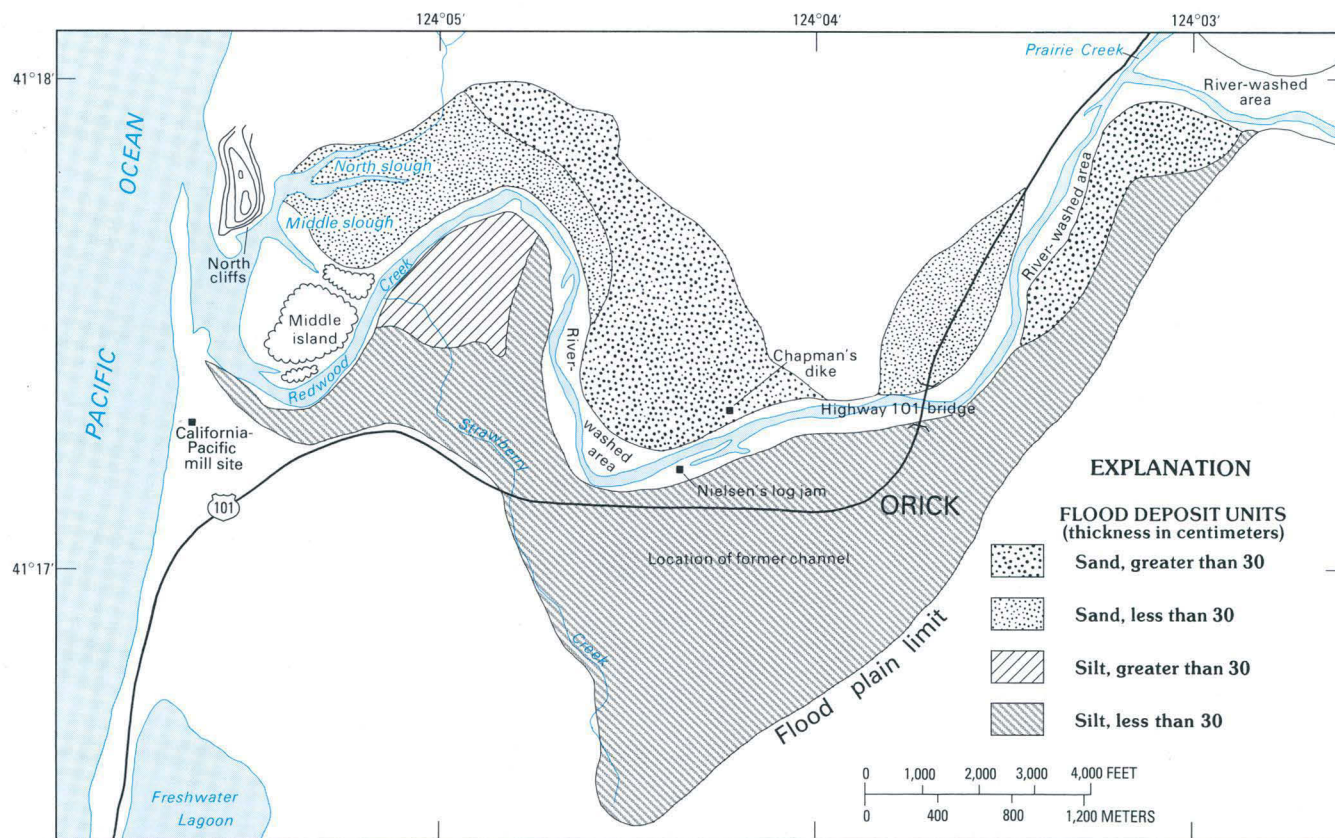 124°05'
124°04'
124°03'
41°18'
Prairie Creek
River-washed
area
PACIFIC OCEAN
North slough
Middle slough
North
cliffs
Middle
island
Redwood Creek
River-
washed
area
River-washed area
Chapman's
dike
Highway 101 bridge
California-
Pacific
mill site
Strawberry
Creek
Nielsen's log jam
101
ORICK
Location of former channel
41°17'
Flood plain limit
Freshwater
Lagoon
EXPLANATION
FLOOD DEPOSIT UNITS
(thickness in centimeters)
Sand, greater than 30
Sand, less than 30
Silt, greater than 30
Silt, less than 30
0 1,000 2,000 3,000 4,000 FEET
0 400 800 1,200 METERS